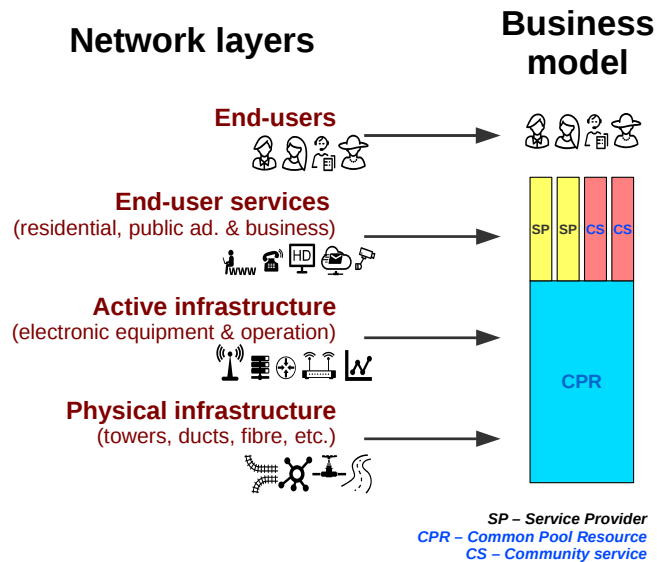 Network layers
Business
model
End-users
End-user services
(residential, public ad. & business)
WWW
HD
SP
SP
CS
CS
Active infrastructure
(electronic equipment & operation)
CPR
Physical infrastructure
(towers, ducts, fibre, etc.)
SP – Service Provider
CPR – Common Pool Resource
CS – Community service